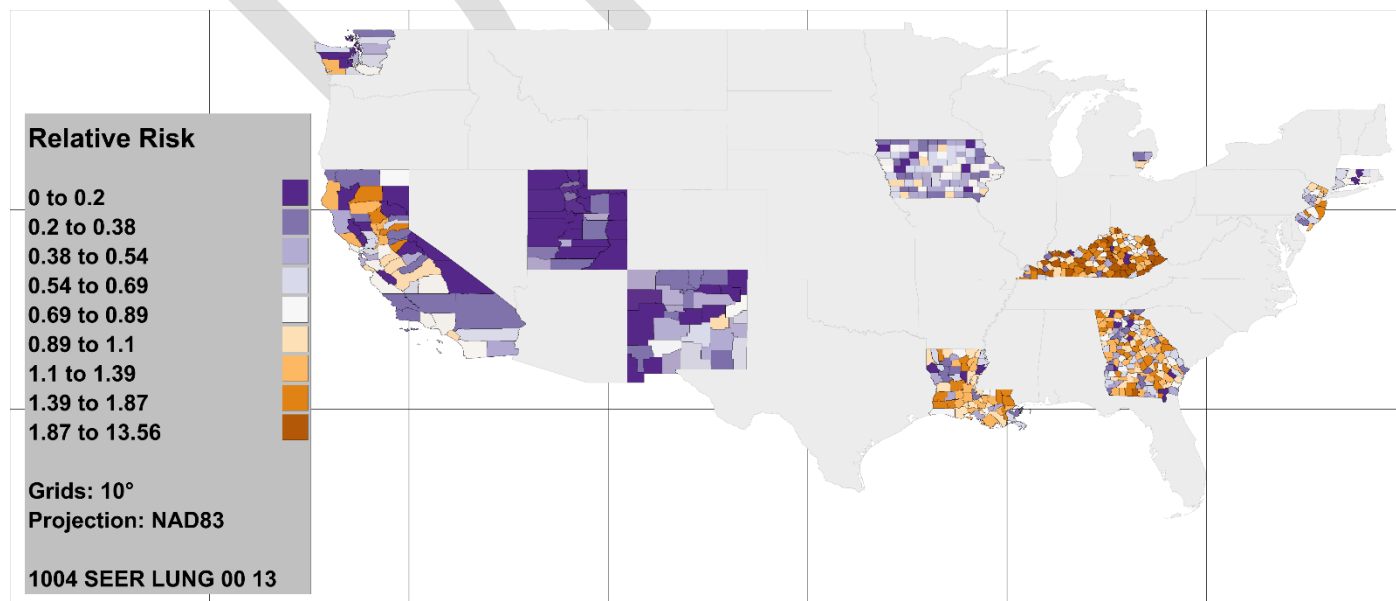 Relative Risk
0 to 0.2
0.2 to 0.38
0.38 to 0.54
0.54 to 0.69
0.69 to 0.89
0.89 to 1.1
1.1 to 1.39
1.39 to 1.87
1.87 to 13.56
Grids: 10°
Projection: NAD83
1004 SEER LUNG 00 13